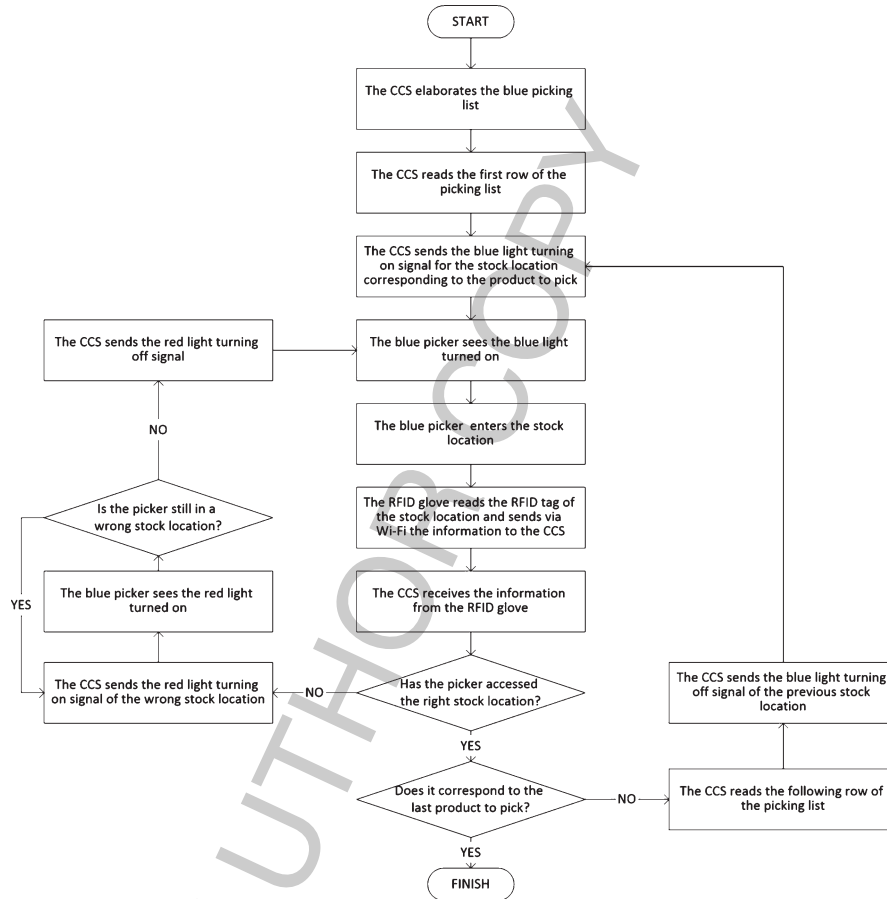 START
The CCS elaborates the blue picking
list
The CCS reads the first row of the
picking list
The CCS sends the blue light turning
on signal for the stock location
corresponding to the product to pick
The CCS sends the red light turning
off signal
The blue picker sees the blue light
turned on
NO
The blue picker enters the stock
location
Is the picker still in a
wrong stock location?
The RFID glove reads the RFID tag of
the stock location and sends via
Wi-Fi the information to the CCS
YES
The blue picker sees the red light
turned on
The CCS receives the information
from the RFID glove
The CCS sends the red light turning
on signal of the wrong stock location
NO
Has the picker accessed
the right stock location?
The CCS sends the blue light turning
off signal of the previous stock
location
YES
Does it correspond to the
last product to pick?
NO
The CCS reads the following row of
the picking list
YES
FINISH
UTHOR COPY